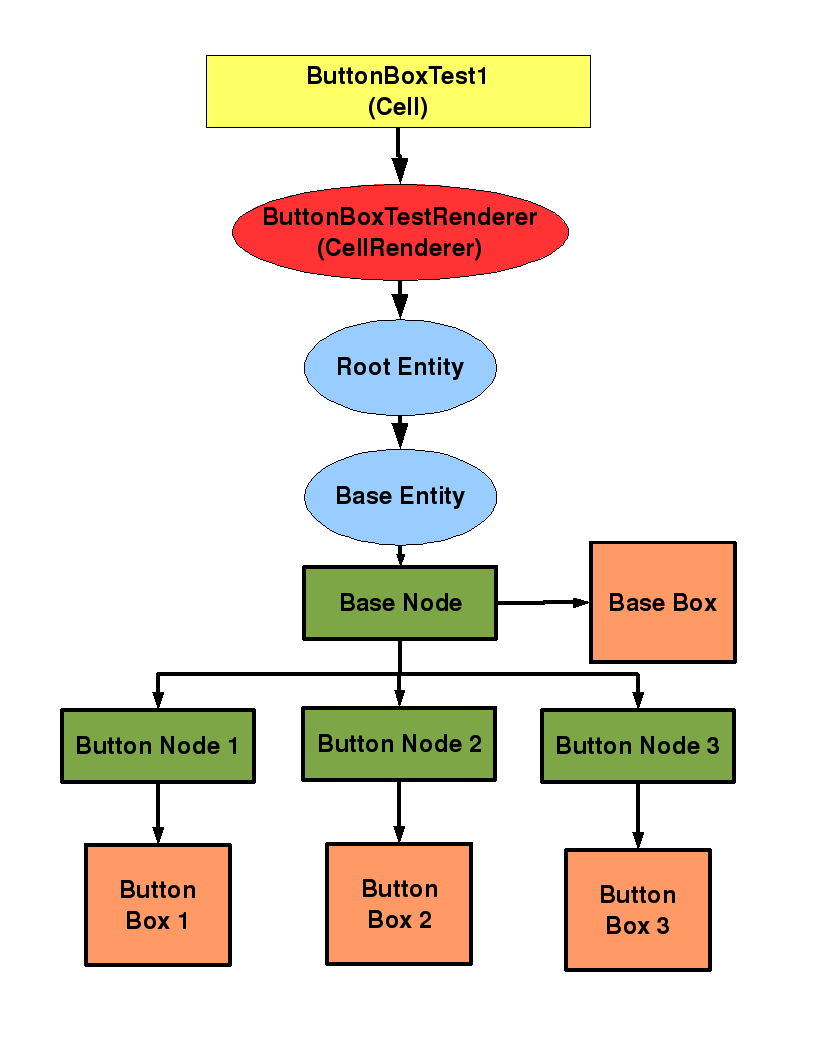 ButtonBoxTest1
(Cell)
ButtonBoxTestRenderer
(CellRenderer)
Root Entity
Base Entity
Base Node
Base Box
Button Node 1
Button Node 2
Button Node 3
Button
Box 1
Button
Box 2
Button
Box 3